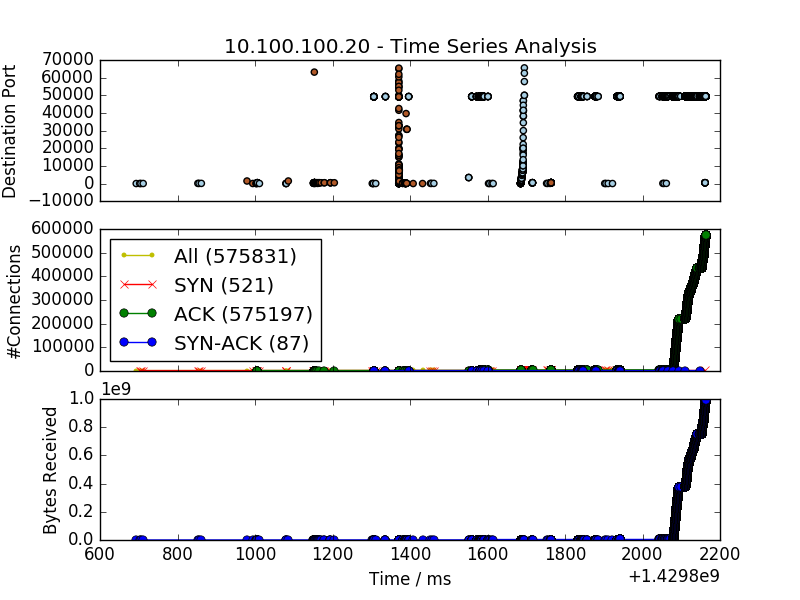 10.100.100.20 - Time Series Analysis
Destination Port
70000
60000
50000
40000
30000
20000
10000
0
−10000
#Connections
600000
500000
400000
300000
200000
100000
0
All (575831)
SYN (521)
ACK (575197)
SYN-ACK (87)
Bytes Received
1e9
1.0
0.8
0.6
0.4
0.2
0.0
600 800 1000 1200 1400 1600 1800 2000 2200
Time / ms
+1.4298e9